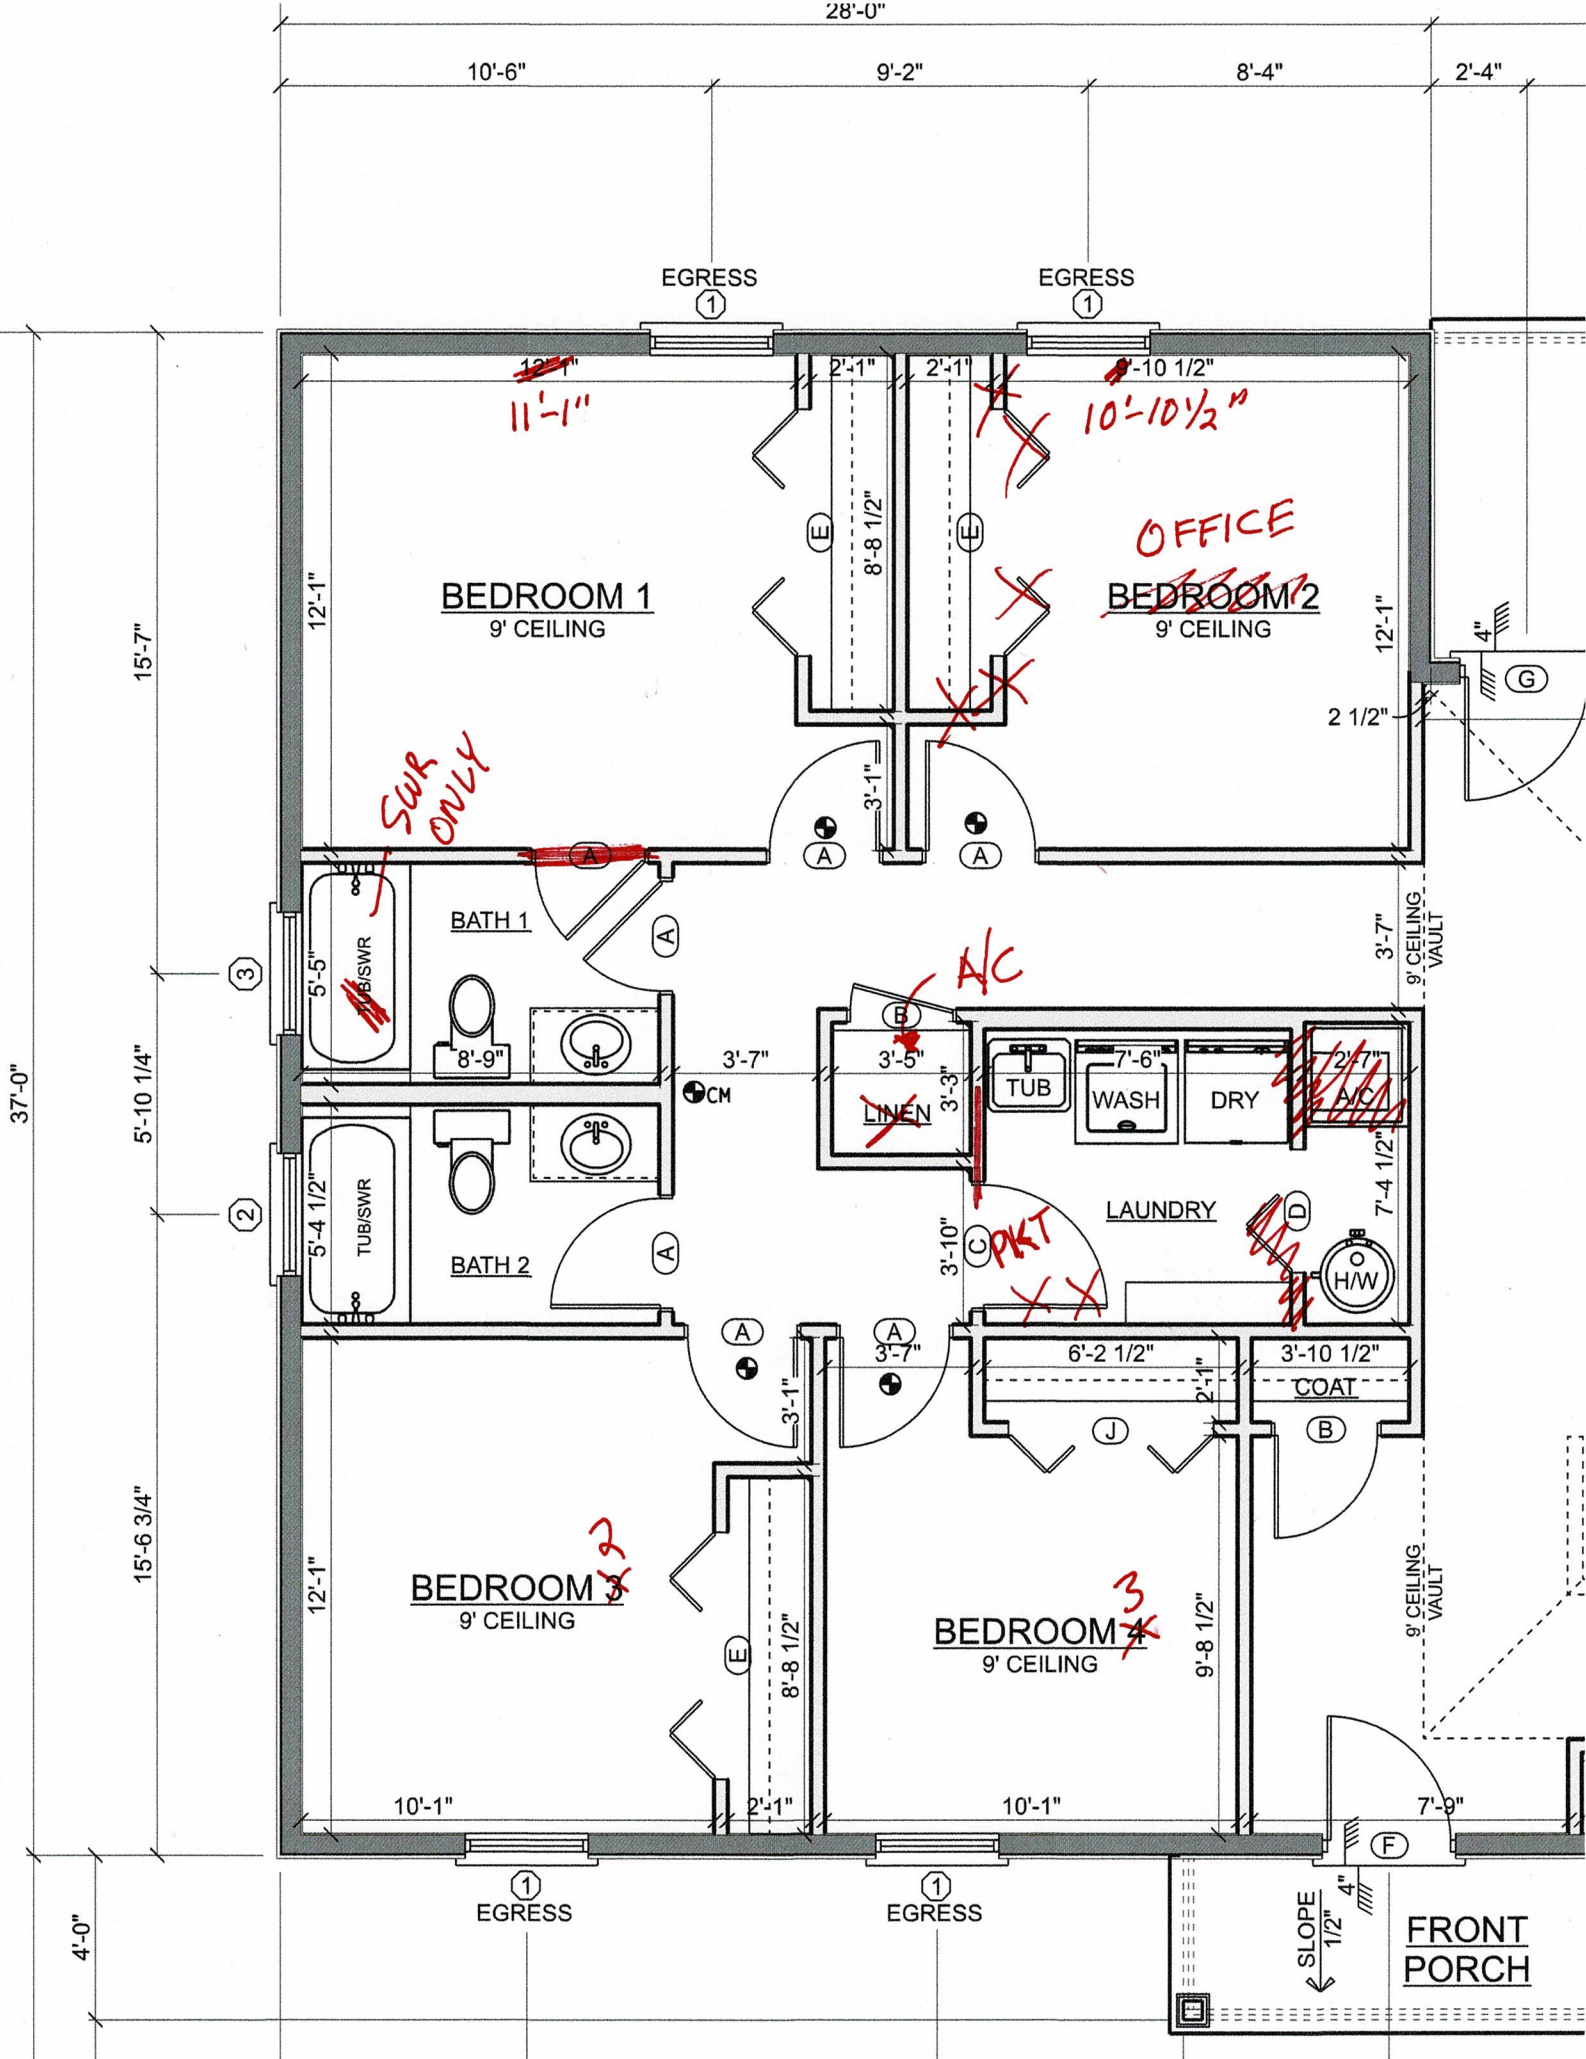 28'-0"
10'-6"
9'-2"
8'-4"
2'-4"
EGRESS
1
EGRESS
1
12'-1"
2'-1"
2'-1"
9'-10 1/2"
11'-1"
10'-10 1/2"
E
8'-8 1/2"
E
OFFICE
BEDROOM 1
9' CEILING
BEDROOM 2
9' CEILING
12'-1"
12'-1"
15'-7"
4"
G
2 1/2"
SWR
ONLY
3'-1"
A
A
A
BATH 1
A
TUB/SWR
5'-5"
3
8'-9"
3'-7"
A/C
B
3'-5"
LINEN
3'-3"
3'-7"
9' CEILING
VAULT
37'-0"
5'-10 1/4"
CM
TUB
7'-6"
WASH
DRY
2'-7"
A/C
7'-4 1/2"
2
5'-4 1/2"
TUB/SWR
BATH 2
A
3'-10"
C
PKT
LAUNDRY
D
H/W
A
A
3'-7"
6'-2 1/2"
3'-10 1/2"
2'-1"
COAT
3'-1"
J
B
15'-6 3/4"
12'-1"
2
BEDROOM 3
9' CEILING
E
8'-8 1/2"
3
BEDROOM 4
9' CEILING
9'-8 1/2"
9' CEILING
VAULT
10'-1"
2'-1"
10'-1"
7'-9"
F
4"
1
EGRESS
1
EGRESS
4'-0"
SLOPE
1/2"
FRONT
PORCH